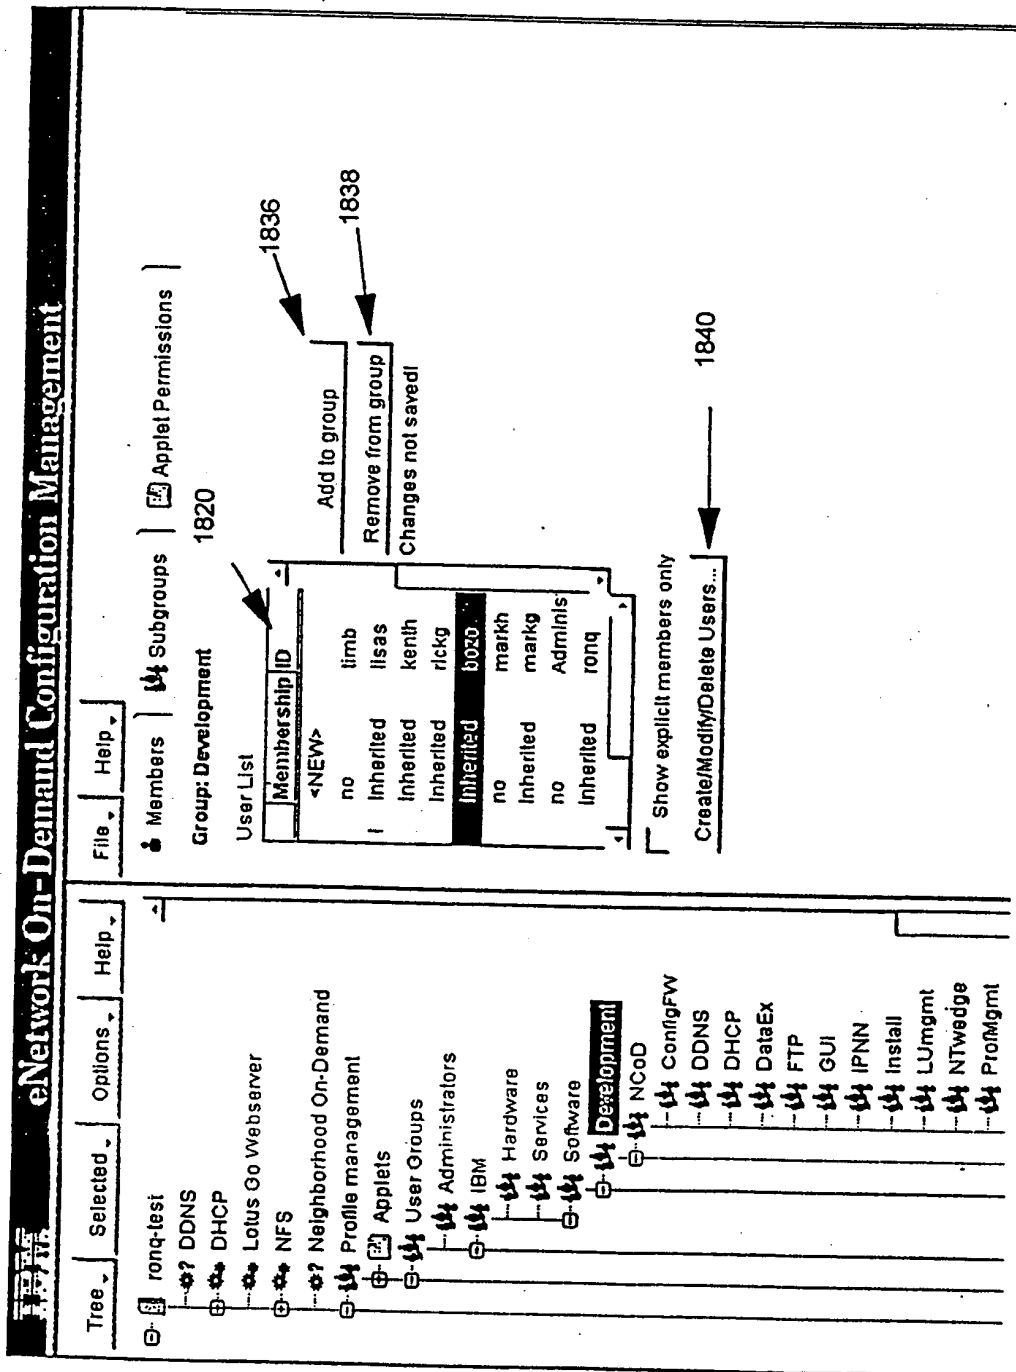 IBM eNetwork On-Demand Configuration Management
Tree Selected Options Help
ronq-test
DDNS
DHCP
Lotus Go Webserver
NFS
Neighborhood On-Demand
Profile management
Applets
User Groups
Administrators
IBM
Hardware
Services
Software
Development
NCoD
ConfigFW
DDNS
DHCP
DataEx
FTP
GUI
IPNN
Install
LUmgmt
NTwedge
ProfMgmt
File Help
Members Subgroups Applet Permissions
Group: Development
User List
1820
Membership ID
<NEW>
no timb
Inherited lisas
Inherited kenth
Inherited rickg
Inherited bozo
no markh
Inherited markg
no Adminis
Inherited ronq
Add to group
1836
Remove from group
1838
Changes not saved!
Show explicit members only
Create/Modify/Delete Users...
1840